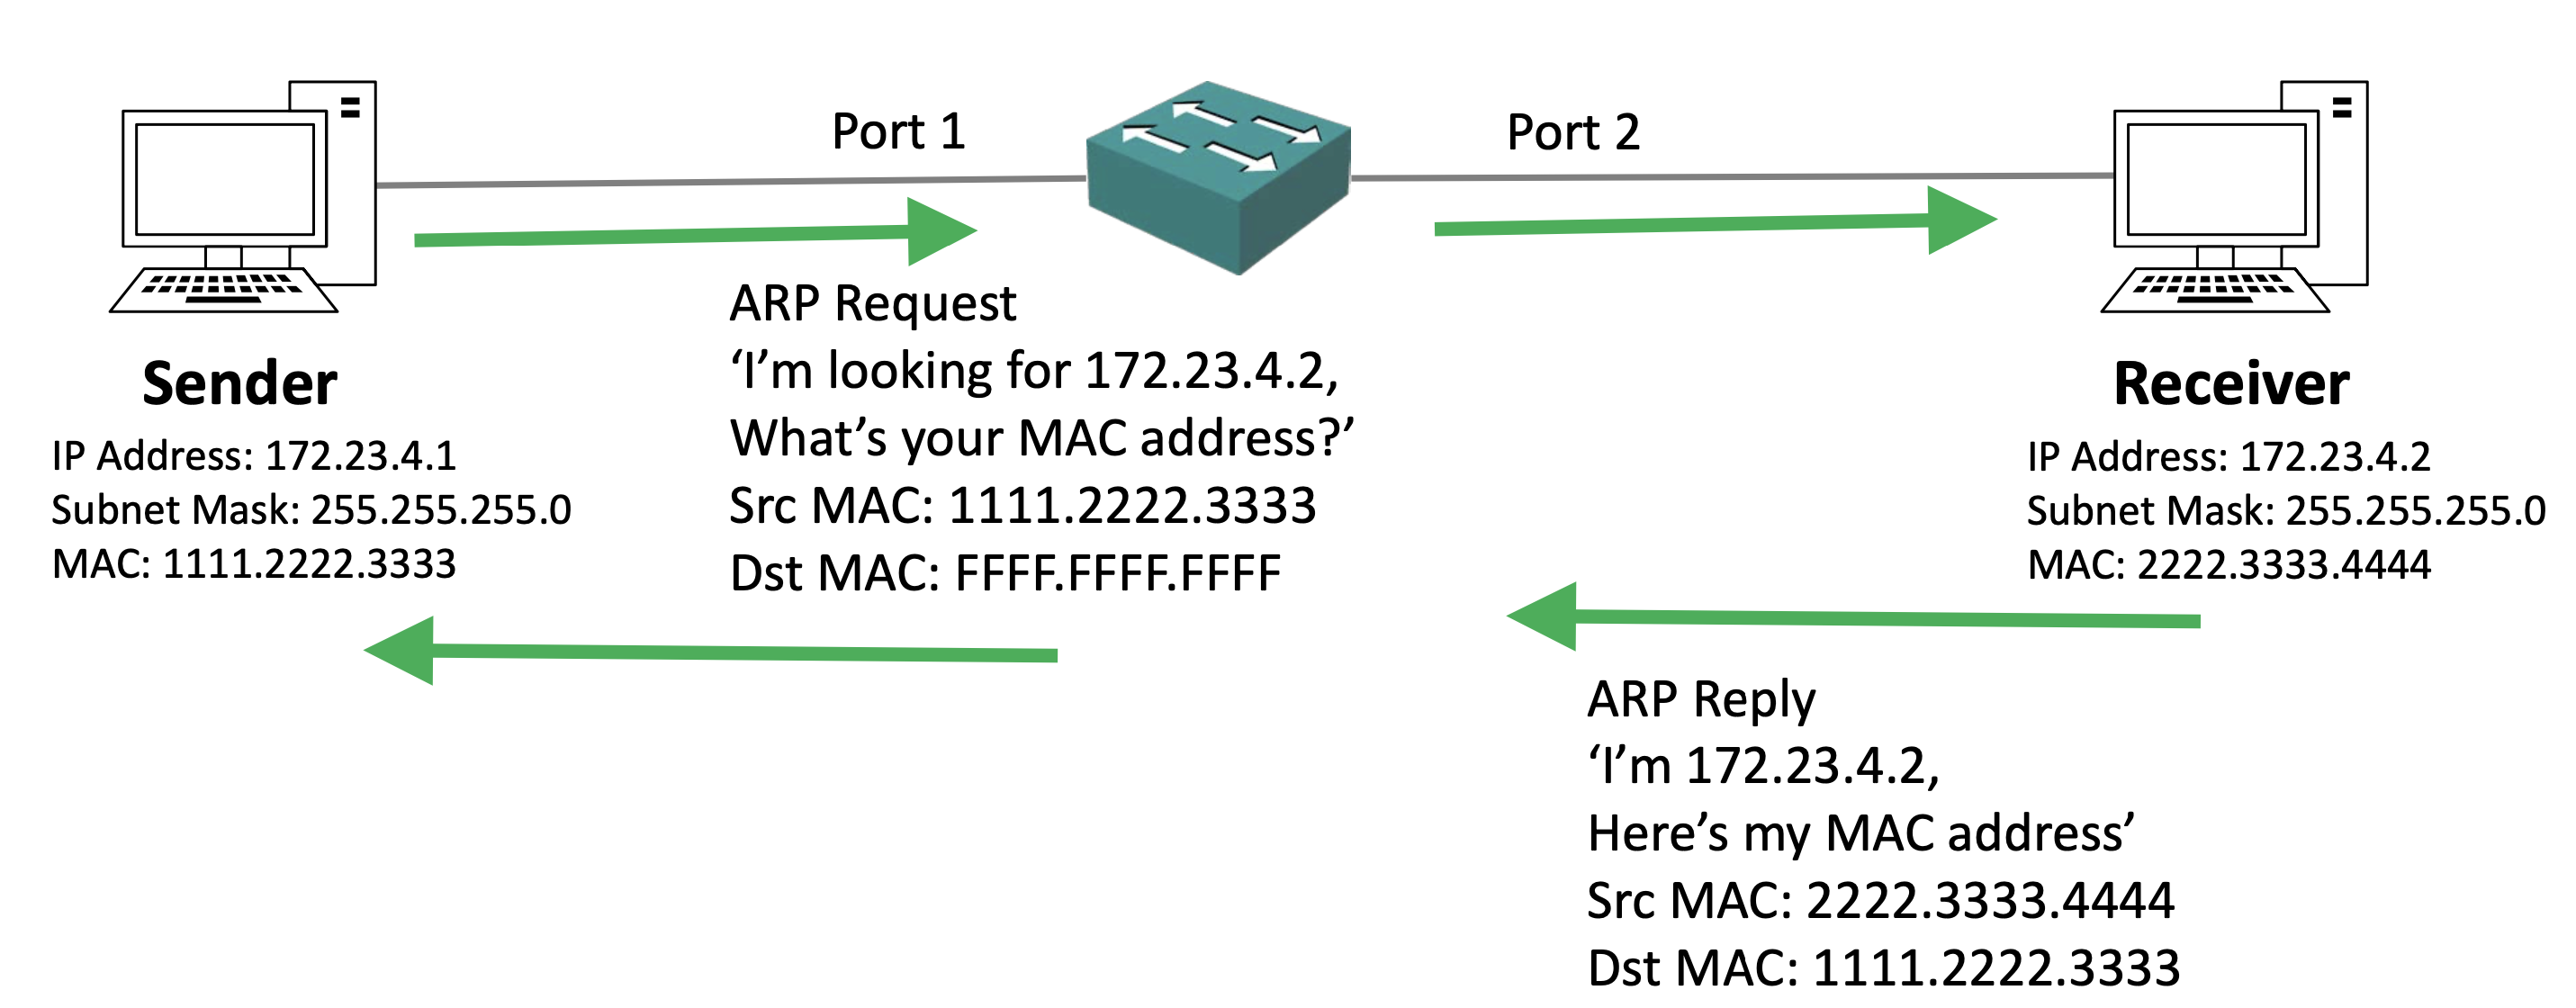 Port 1
Port 2
ARP Request
‘I’m looking for 172.23.4.2,
What’s your MAC address?’
Src MAC: 1111.2222.3333
Dst MAC: FFFF.FFFF.FFFF
Sender
IP Address: 172.23.4.1
Subnet Mask: 255.255.255.0
MAC: 1111.2222.3333
Receiver
IP Address: 172.23.4.2
Subnet Mask: 255.255.255.0
MAC: 2222.3333.4444
ARP Reply
‘I’m 172.23.4.2,
Here’s my MAC address’
Src MAC: 2222.3333.4444
Dst MAC: 1111.2222.3333